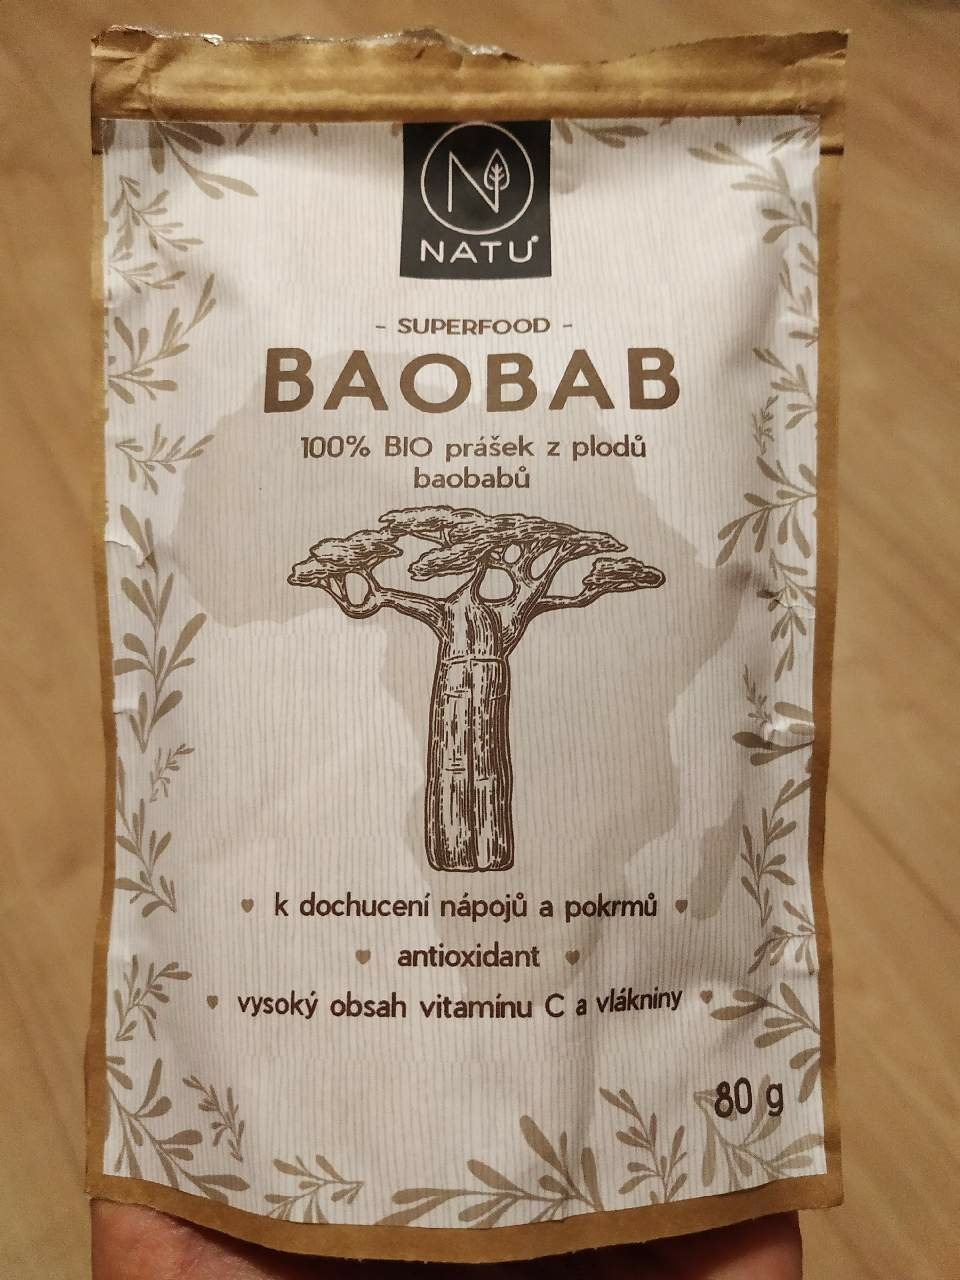 N
NATU®
- SUPERFOOD -
BAOBAB
100% BIO prášek z plodů
baobabů
k dochucení nápojů a pokrmů
antioxidant
vysoký obsah vitamínu C a vlákniny
80 g